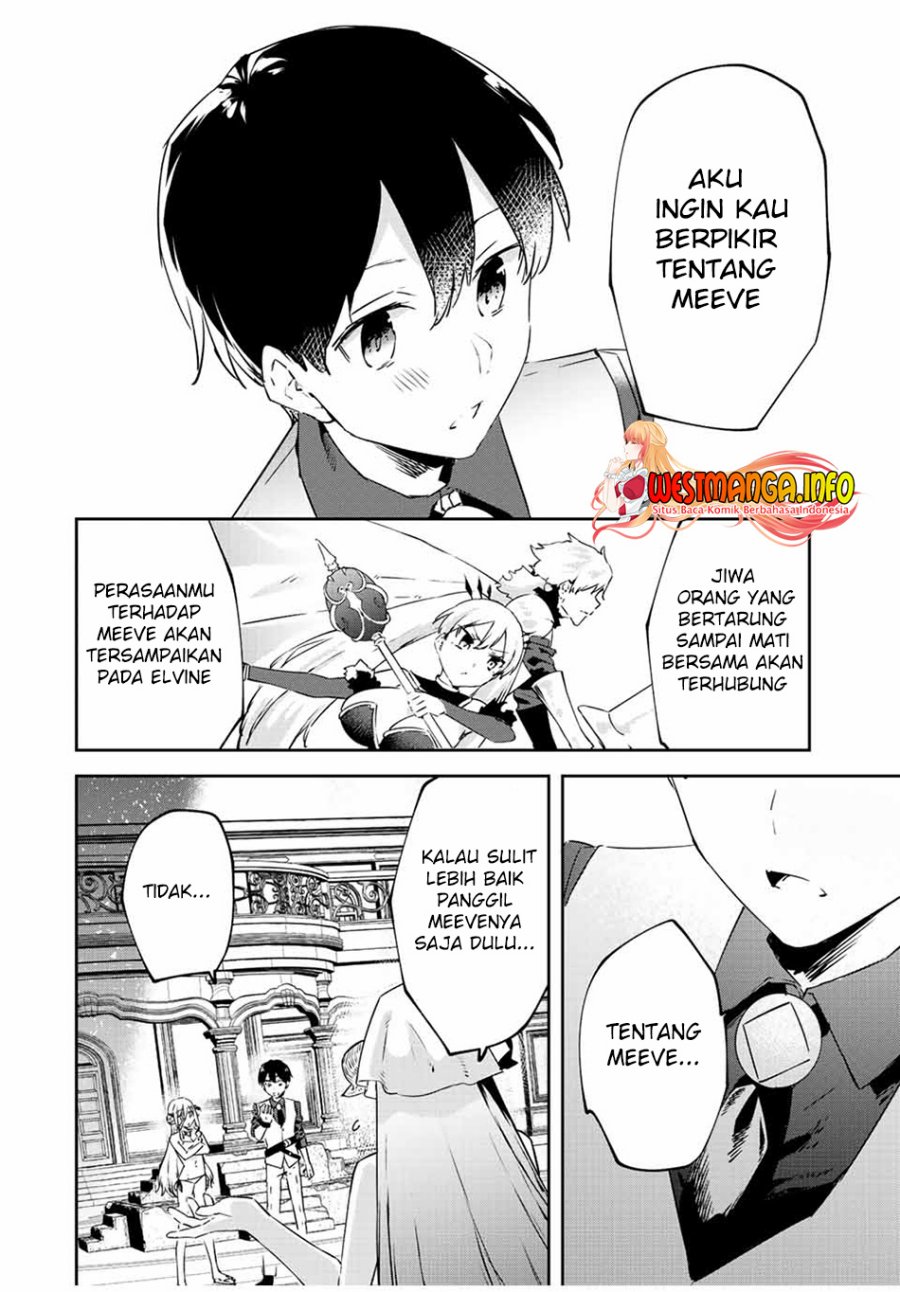 AKU
INGIN KAU
BERPIKIR
TENTANG
MEEVE
WESTMANGA.INFO
Situs Baca Komik Berbahasa Indonesia
JIWA
ORANG YANG
BERTARUNG
SAMPAI MATI
BERSAMA AKAN
TERHUBUNG
PERASAANMU
TERHADAP
MEEVE AKAN
TERSAMPAIKAN
PADA ELVINE
TENTANG
MEEVE...
KALAU SULIT
LEBIH BAIK
PANGGIL
MEEVENYA
SAJA DULU...
TIDAK...